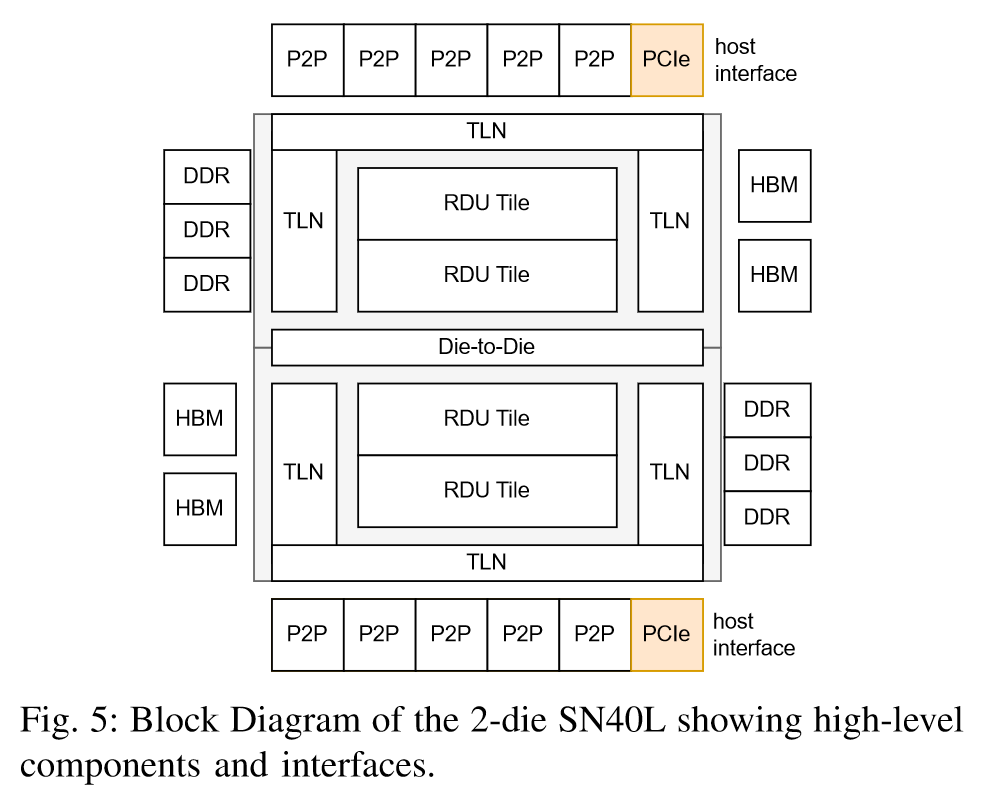 P2P P2P P2P P2P P2P PCIe host
interface
TLN
DDR
DDR
DDR
TLN
RDU Tile
RDU Tile
TLN
HBM
HBM
Die-to-Die
HBM
HBM
TLN
RDU Tile
RDU Tile
TLN
DDR
DDR
DDR
TLN
P2P P2P P2P P2P P2P PCIe host
interface
Fig. 5: Block Diagram of the 2-die SN40L showing high-level
components and interfaces.